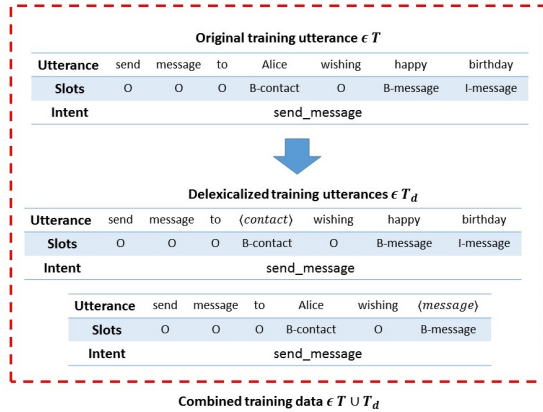 Original training utterance ϵ T
Utterance send message to Alice wishing happy birthday
Slots O O O B-contact O B-message I-message
Intent send_message
Delexicalized training utterances ϵ T_d
Utterance send message to ⟨contact⟩ wishing happy birthday
Slots O O O B-contact O B-message I-message
Intent send_message
Utterance send message to Alice wishing ⟨message⟩
Slots O O O B-contact O B-message
Intent send_message
Combined training data ϵ T ∪ T_d